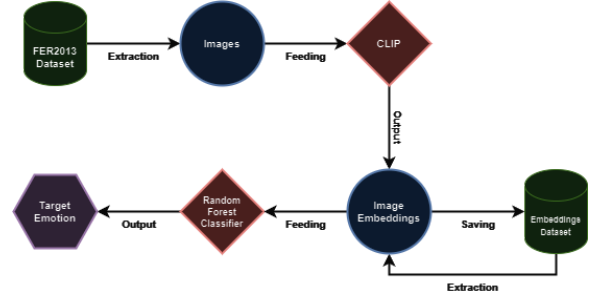 FER2013
Dataset
Extraction
Images
Feeding
CLIP
Output
Target
Emotion
Output
Random
Forest
Classifier
Feeding
Image
Embeddings
Saving
Embeddings
Dataset
Extraction